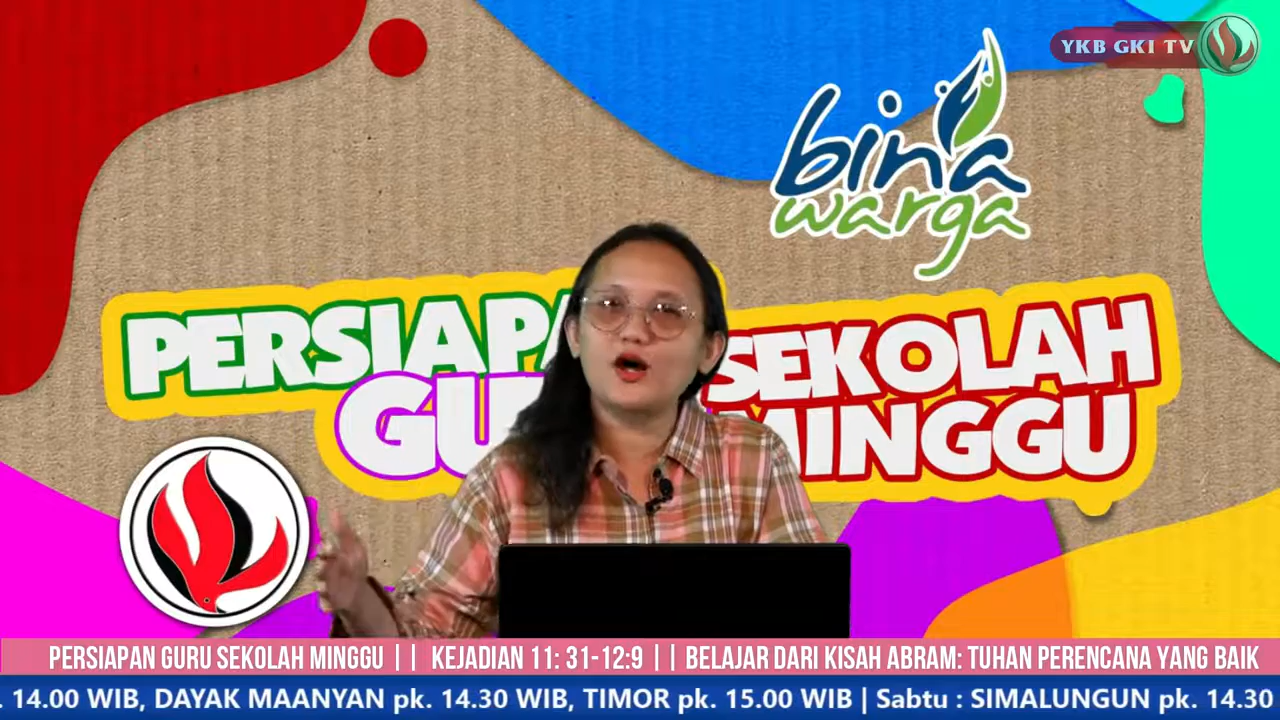 YKB GKI TV
bina
warga
PERSIAPA SEKOLAH
GU MINGGU
PERSIAPAN GURU SEKOLAH MINGGU || KEJADIAN 11: 31-12:9 || BELAJAR DARI KISAH ABRAM: TUHAN PERENCANA YANG BAIK
. 14.00 WIB, DAYAK MAANYAN pk. 14.30 WIB, TIMOR pk. 15.00 WIB | Sabtu : SIMALUNGUN pk. 14.30